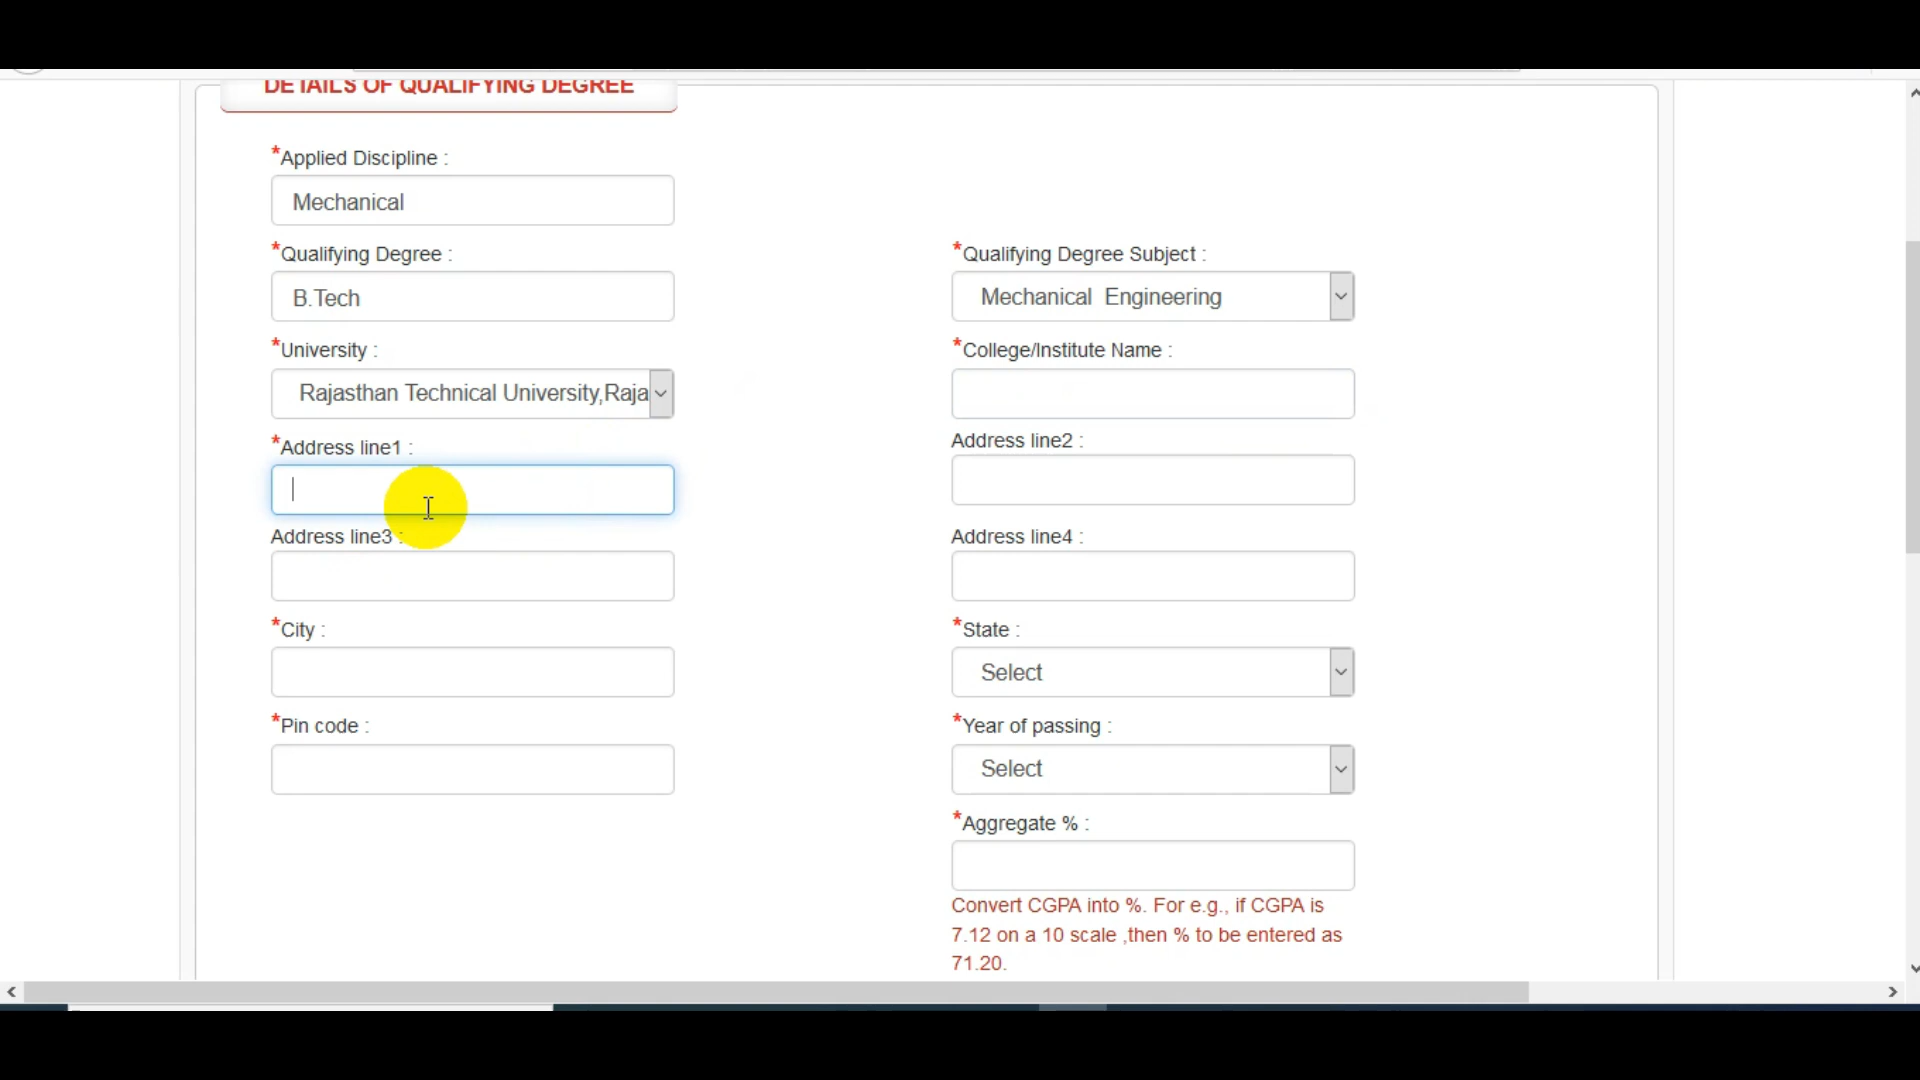 DETAILS OF QUALIFYING DEGREE
*Applied Discipline :
Mechanical
*Qualifying Degree :
*Qualifying Degree Subject :
B.Tech
Mechanical Engineering
*University :
*College/Institute Name :
Rajasthan Technical University,Raja
*Address line1 :
Address line2 :
Address line3 :
Address line4 :
*City :
*State :
Select
*Pin code :
*Year of passing :
Select
*Aggregate % :
Convert CGPA into %. For e.g., if CGPA is
7.12 on a 10 scale ,then % to be entered as
71.20.